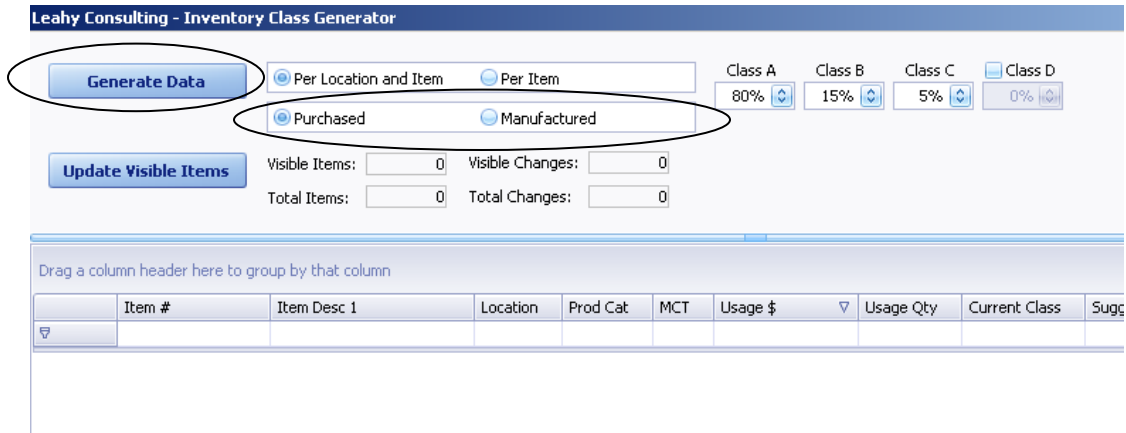 Leahy Consulting - Inventory Class Generator
Generate Data
Per Location and Item Per Item
Class A Class B Class C Class D
80% 15% 5% 0%
Purchased Manufactured
Update Visible Items
Visible Items: 0 Visible Changes: 0
Total Items: 0 Total Changes: 0
Drag a column header here to group by that column
Item # Item Desc 1 Location Prod Cat MCT Usage $ Usage Qty Current Class Sugg